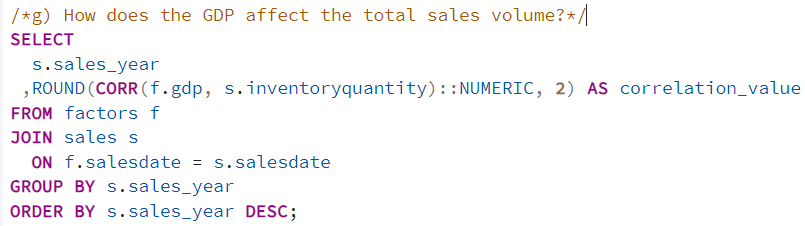 /*g) How does the GDP affect the total sales volume?*/
SELECT
s.sales_year
,ROUND(CORR(f.gdp, s.inventoryquantity)::NUMERIC, 2) AS correlation_value
FROM factors f
JOIN sales s
ON f.salesdate = s.salesdate
GROUP BY s.sales_year
ORDER BY s.sales_year DESC;